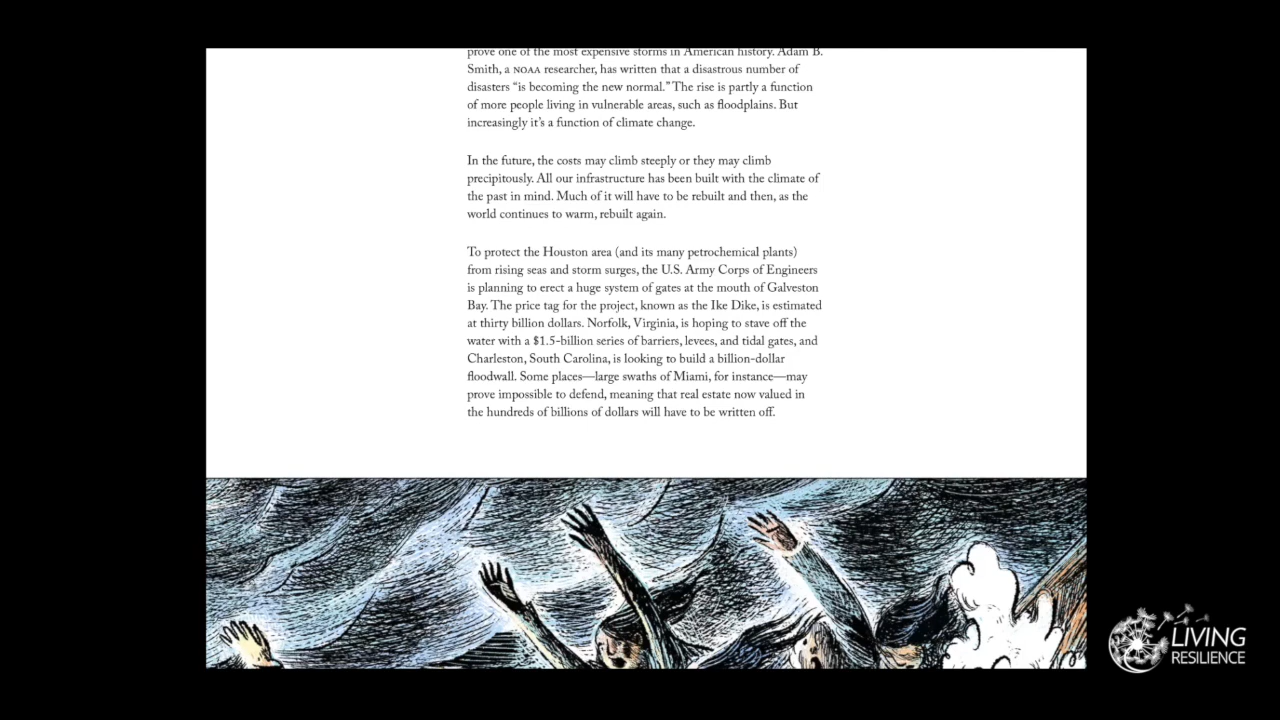 prove one of the most expensive storms in American history. Adam B.
Smith, a NOAA researcher, has written that a disastrous number of
disasters “is becoming the new normal.” The rise is partly a function
of more people living in vulnerable areas, such as floodplains. But
increasingly it’s a function of climate change.
In the future, the costs may climb steeply or they may climb
precipitously. All our infrastructure has been built with the climate of
the past in mind. Much of it will have to be rebuilt and then, as the
world continues to warm, rebuilt again.
To protect the Houston area (and its many petrochemical plants)
from rising seas and storm surges, the U.S. Army Corps of Engineers
is planning to erect a huge system of gates at the mouth of Galveston
Bay. The price tag for the project, known as the Ike Dike, is estimated
at thirty billion dollars. Norfolk, Virginia, is hoping to stave off the
water with a $1.5-billion series of barriers, levees, and tidal gates, and
Charleston, South Carolina, is looking to build a billion-dollar
floodwall. Some places—large swaths of Miami, for instance—may
prove impossible to defend, meaning that real estate now valued in
the hundreds of billions of dollars will have to be written off.
LIVING
RESILIENCE